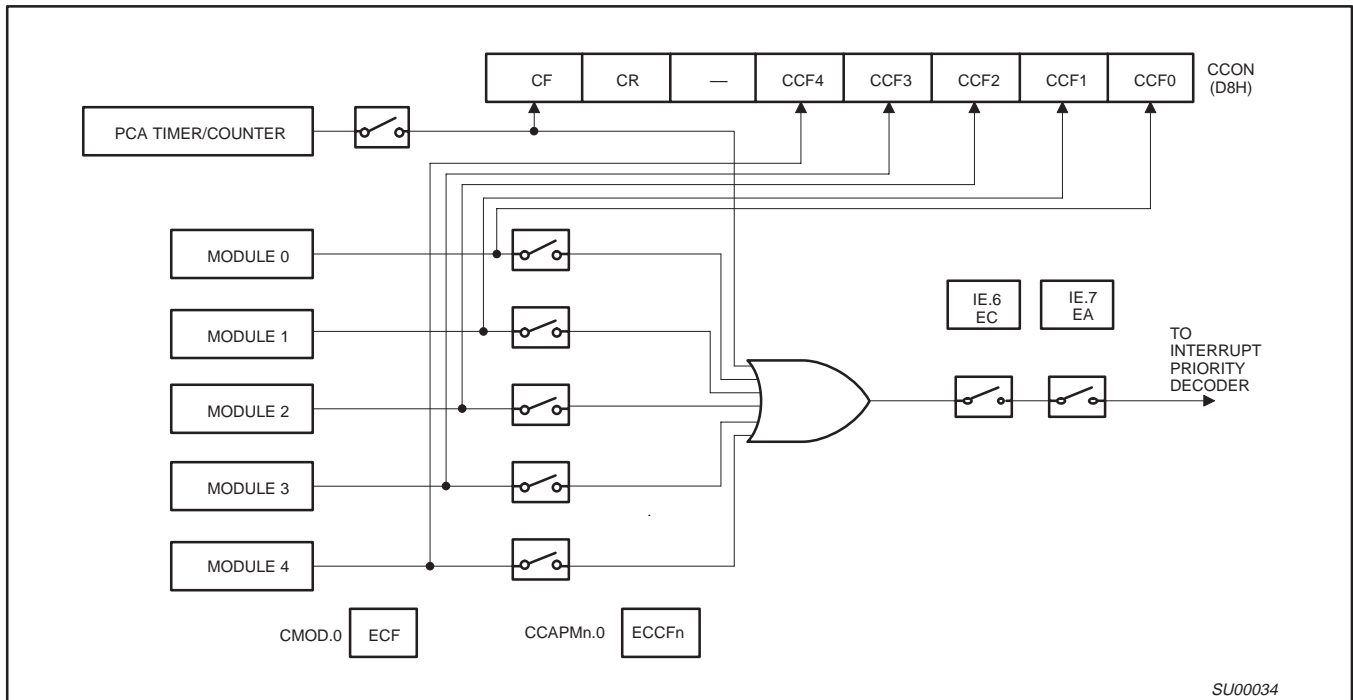 CF CR — CCF4 CCF3 CCF2 CCF1 CCF0
CCON
(D8H)
PCA TIMER/COUNTER
MODULE 0
MODULE 1
MODULE 2
MODULE 3
MODULE 4
IE.6
EC
IE.7
EA
TO
INTERRUPT
PRIORITY
DECODER
CMOD.0 ECF
CCAPMn.0 ECCFn
SU00034